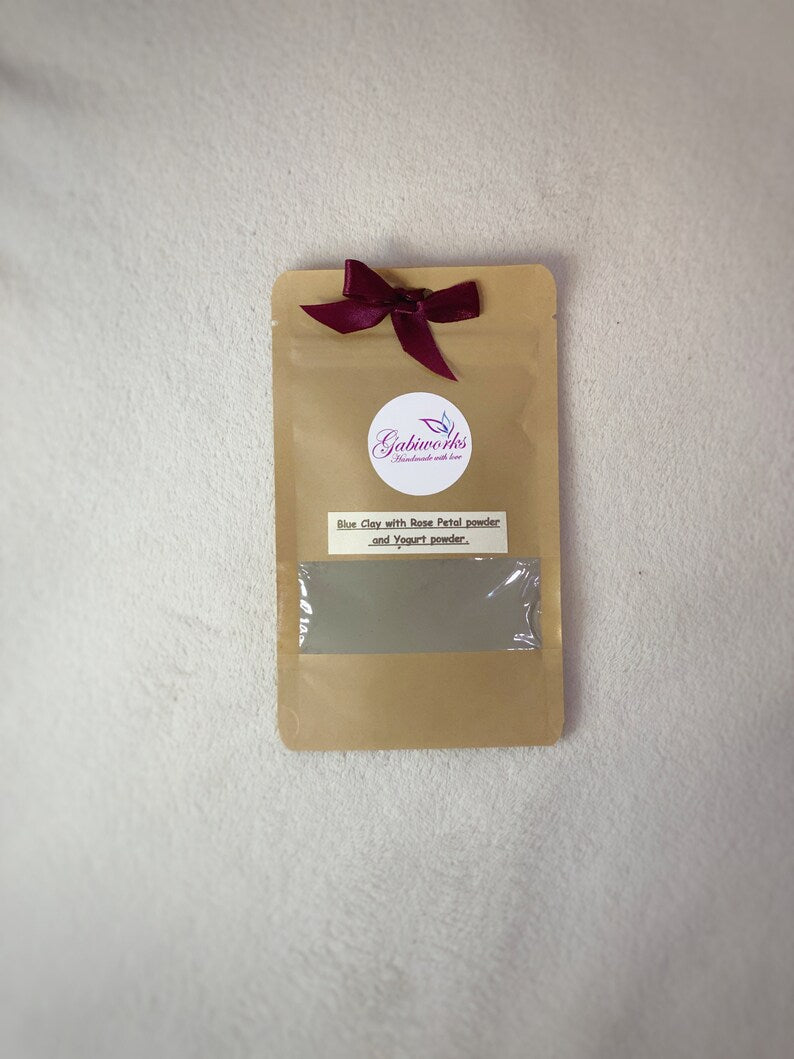 Gabiworks
Handmade with love
Blue Clay with Rose Petal powder
and Yogurt powder.